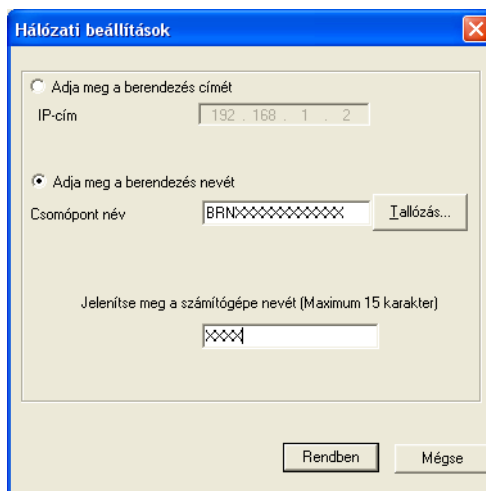 Hálózati beállítások
Adja meg a berendezés címét
IP-cím 192 . 168 . 1 . 2
Adja meg a berendezés nevét
Csomópont név BRNXXXXXXXXXXXX Tallózás...
Jelenítse meg a számítógépe nevét (Maximum 15 karakter)
XXXX
Rendben Mégse